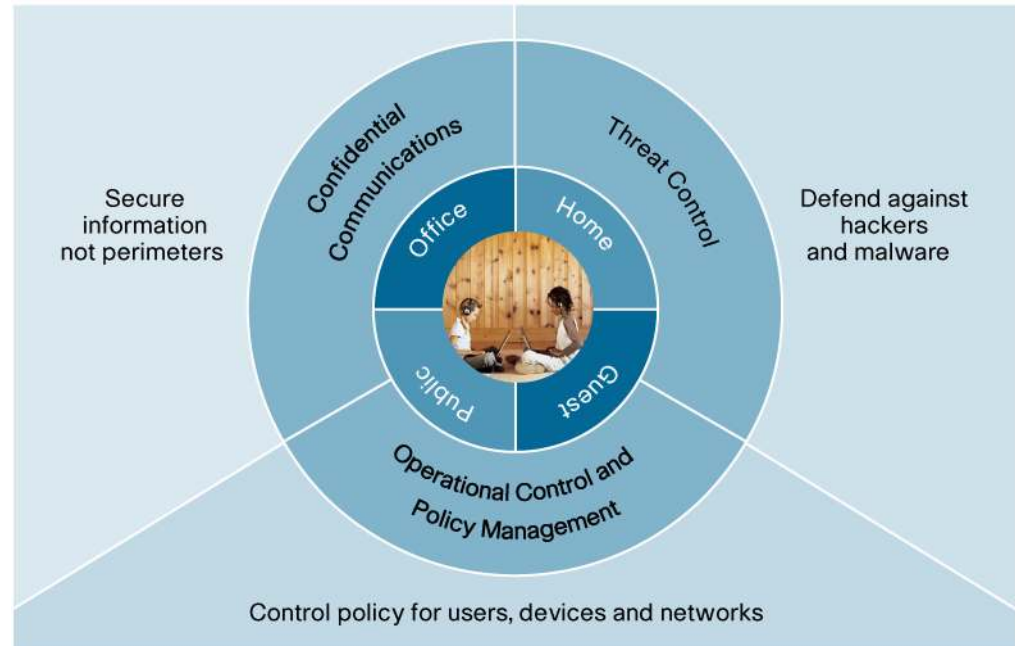 Confidential
Communications
Threat Control
Secure
information
not perimeters
Office
Home
Defend against
hackers
and malware
Public
Guest
Operational Control and
Policy Management
Control policy for users, devices and networks